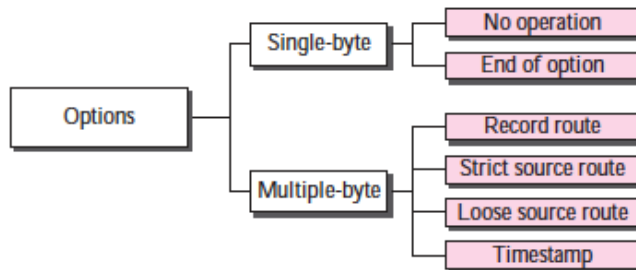 Options
Single-byte
No operation
End of option
Multiple-byte
Record route
Strict source route
Loose source route
Timestamp